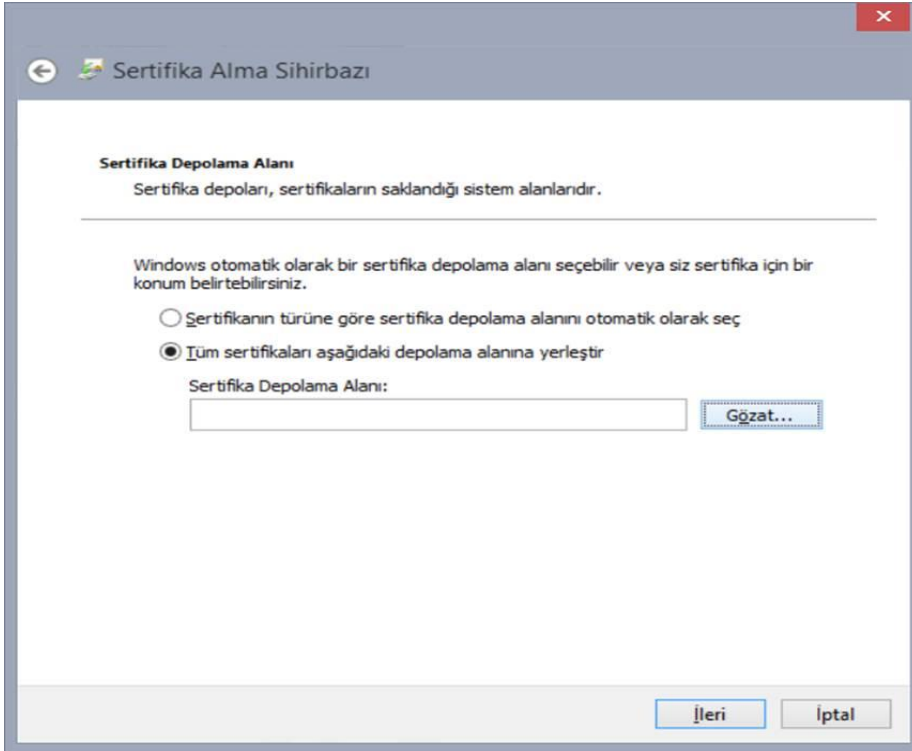 Sertifika Alma Sihirbazı
Sertifika Depolama Alanı
Sertifika depoları, sertifikaların saklandığı sistem alanlarıdır.
Windows otomatik olarak bir sertifika depolama alanı seçebilir veya siz sertifika için bir
konum belirtebilirsiniz.
Sertifikanın türüne göre sertifika depolama alanını otomatik olarak seç
Tüm sertifikaları aşağıdaki depolama alanına yerleştir
Sertifika Depolama Alanı:
Gözat...
İleri
İptal